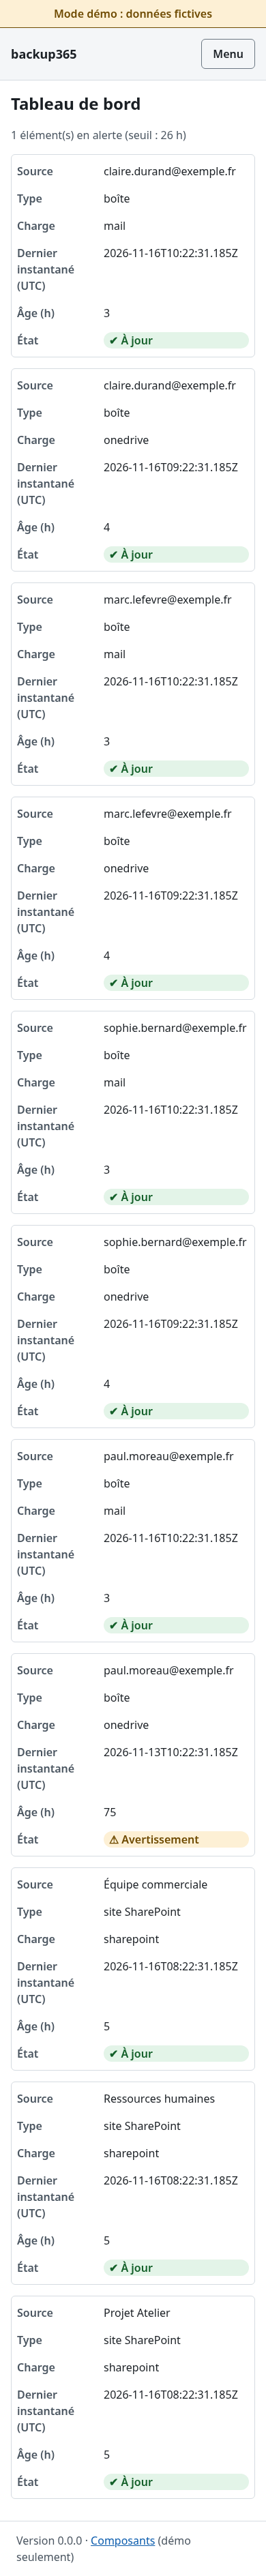 Mode démo : données fictives
backup365
Menu
Tableau de bord
1 élément(s) en alerte (seuil : 26 h)
Source claire.durand@exemple.fr
Type boîte
Charge mail
Dernier instantané (UTC) 2026-11-16T10:22:31.185Z
Âge (h) 3
État ✔ À jour
Source claire.durand@exemple.fr
Type boîte
Charge onedrive
Dernier instantané (UTC) 2026-11-16T09:22:31.185Z
Âge (h) 4
État ✔ À jour
Source marc.lefevre@exemple.fr
Type boîte
Charge mail
Dernier instantané (UTC) 2026-11-16T10:22:31.185Z
Âge (h) 3
État ✔ À jour
Source marc.lefevre@exemple.fr
Type boîte
Charge onedrive
Dernier instantané (UTC) 2026-11-16T09:22:31.185Z
Âge (h) 4
État ✔ À jour
Source sophie.bernard@exemple.fr
Type boîte
Charge mail
Dernier instantané (UTC) 2026-11-16T10:22:31.185Z
Âge (h) 3
État ✔ À jour
Source sophie.bernard@exemple.fr
Type boîte
Charge onedrive
Dernier instantané (UTC) 2026-11-16T09:22:31.185Z
Âge (h) 4
État ✔ À jour
Source paul.moreau@exemple.fr
Type boîte
Charge mail
Dernier instantané (UTC) 2026-11-16T10:22:31.185Z
Âge (h) 3
État ✔ À jour
Source paul.moreau@exemple.fr
Type boîte
Charge onedrive
Dernier instantané (UTC) 2026-11-13T10:22:31.185Z
Âge (h) 75
État ⚠ Avertissement
Source Équipe commerciale
Type site SharePoint
Charge sharepoint
Dernier instantané (UTC) 2026-11-16T08:22:31.185Z
Âge (h) 5
État ✔ À jour
Source Ressources humaines
Type site SharePoint
Charge sharepoint
Dernier instantané (UTC) 2026-11-16T08:22:31.185Z
Âge (h) 5
État ✔ À jour
Source Projet Atelier
Type site SharePoint
Charge sharepoint
Dernier instantané (UTC) 2026-11-16T08:22:31.185Z
Âge (h) 5
État ✔ À jour
Version 0.0.0 · Composants (démo
seulement)